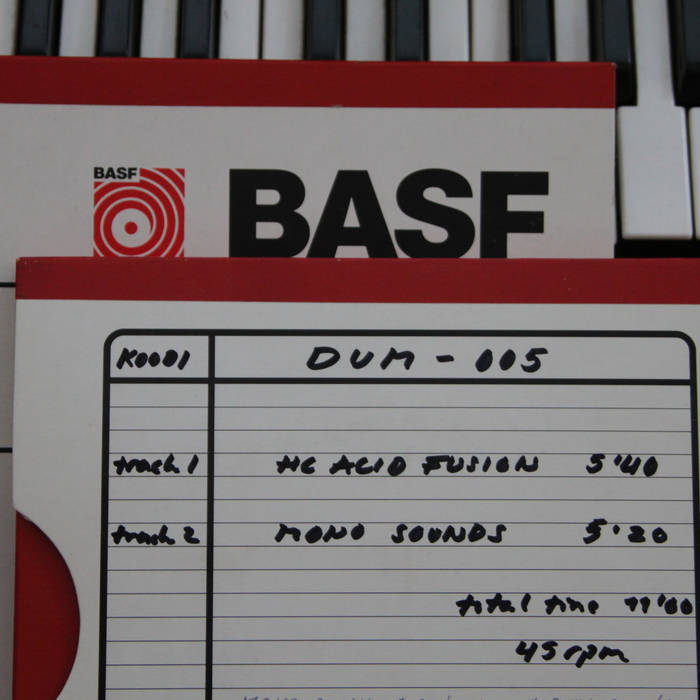 BASF
BASF
K0001 DUM - 005
track 1 HC ACID FUSION 5'40
track 2 MONO SOUNDS 5'20
total time 11'00
45 rpm